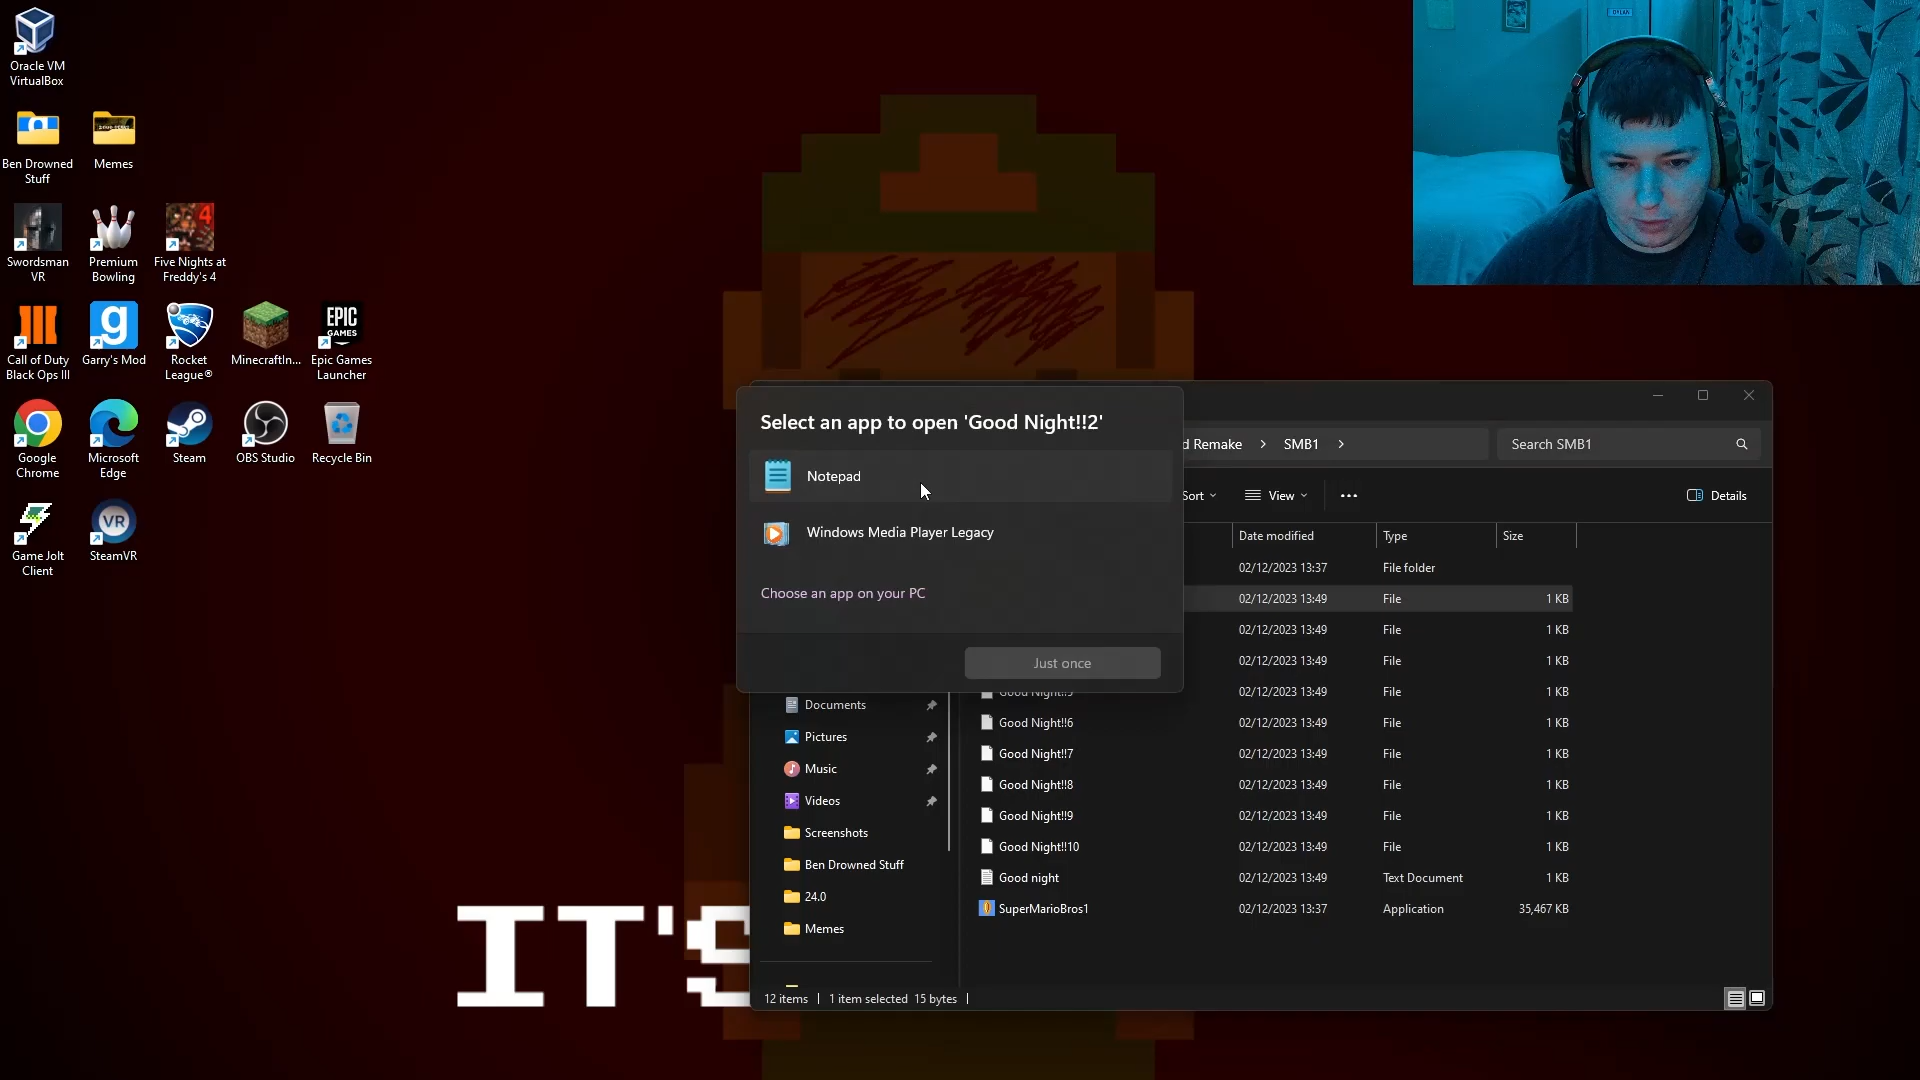 Oracle VM
VirtualBox
Ben Drowned
Stuff
Memes
Swordsman
VR
Premium
Bowling
4
Five Nights at
Freddy's 4
Call of Duty
Black Ops III
g
Garry's Mod
Rocket
League®
MinecraftIn...
EPIC
GAMES
Epic Games
Launcher
Google
Chrome
Microsoft
Edge
Steam
OBS Studio
Recycle Bin
Game Jolt
Client
VR
SteamVR
IT'S
Select an app to open 'Good Night!!2'
Notepad
Windows Media Player Legacy
Choose an app on your PC
Just once
d Remake > SMB1 >
Search SMB1
Sort
View
Details
Date modified
Type
Size
02/12/2023 13:37 File folder
02/12/2023 13:49 File 1 KB
02/12/2023 13:49 File 1 KB
02/12/2023 13:49 File 1 KB
Good Night!!5 02/12/2023 13:49 File 1 KB
Good Night!!6 02/12/2023 13:49 File 1 KB
Good Night!!7 02/12/2023 13:49 File 1 KB
Good Night!!8 02/12/2023 13:49 File 1 KB
Good Night!!9 02/12/2023 13:49 File 1 KB
Good Night!!10 02/12/2023 13:49 File 1 KB
Good night 02/12/2023 13:49 Text Document 1 KB
SuperMarioBros1 02/12/2023 13:37 Application 35,467 KB
Documents
Pictures
Music
Videos
Screenshots
Ben Drowned Stuff
24.0
Memes
12 items | 1 item selected 15 bytes |